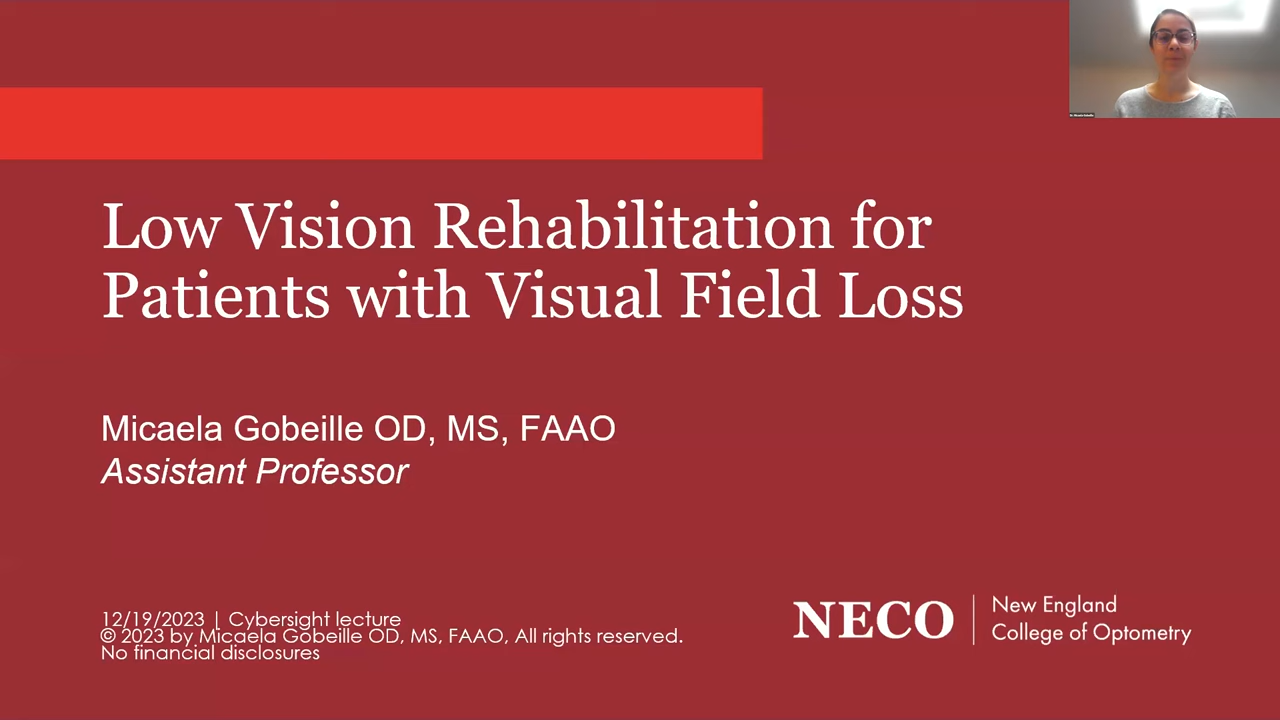 Low Vision Rehabilitation for
Patients with Visual Field Loss
Micaela Gobeille OD, MS, FAAO
Assistant Professor
12/19/2023 | Cybersight lecture
© 2023 by Micaela Gobeille OD, MS, FAAO, All rights reserved.
No financial disclosures
NECO
New England
College of Optometry